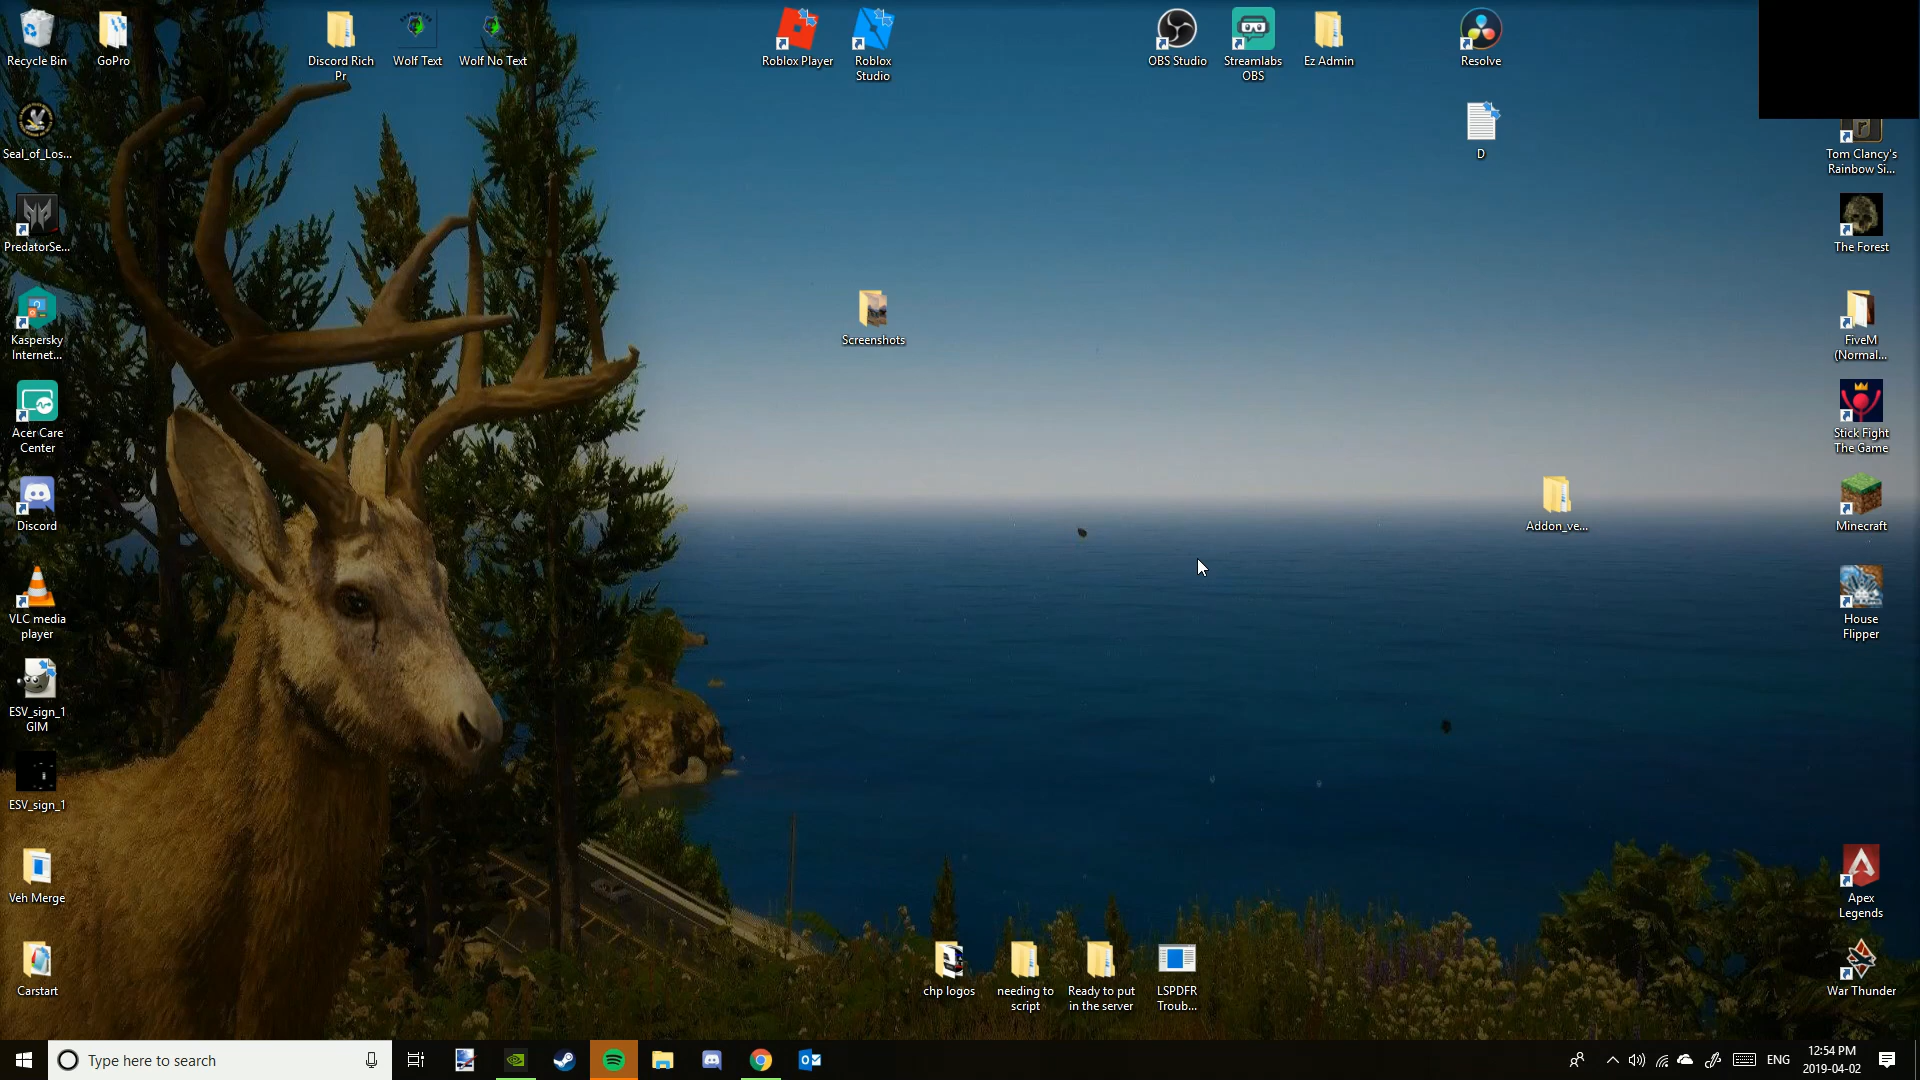 Recycle Bin
GoPro
Discord Rich
Pr
Wolf Text
Wolf No Text
Roblox Player
Roblox
Studio
OBS Studio
Streamlabs
OBS
Ez Admin
Resolve
Seal_of_Los...
D
Tom Clancy's
Rainbow Si...
PredatorSe...
The Forest
Kaspersky
Internet...
Screenshots
FiveM
(Normal...
Acer Care
Center
Stick Fight
The Game
Discord
Addon_ve...
Minecraft
VLC media
player
House
Flipper
ESV_sign_1
GIM
ESV_sign_1
Veh Merge
Apex
Legends
Carstart
chp logos
needing to
script
Ready to put
in the server
LSPDFR
Troub...
War Thunder
Type here to search
ENG
12:54 PM
2019-04-02